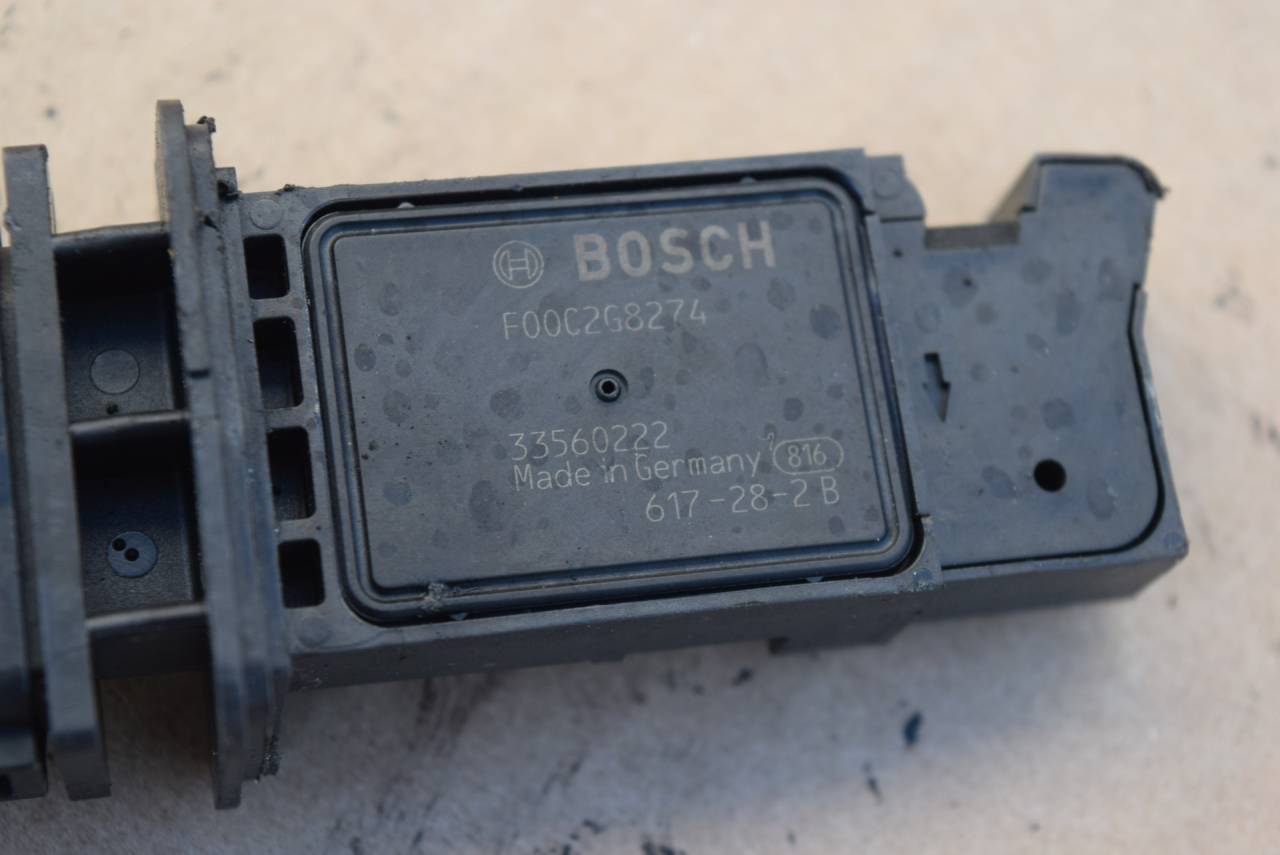 BOSCH
F00C2G8274
33560222
Made in Germany 816
617-28-2 B